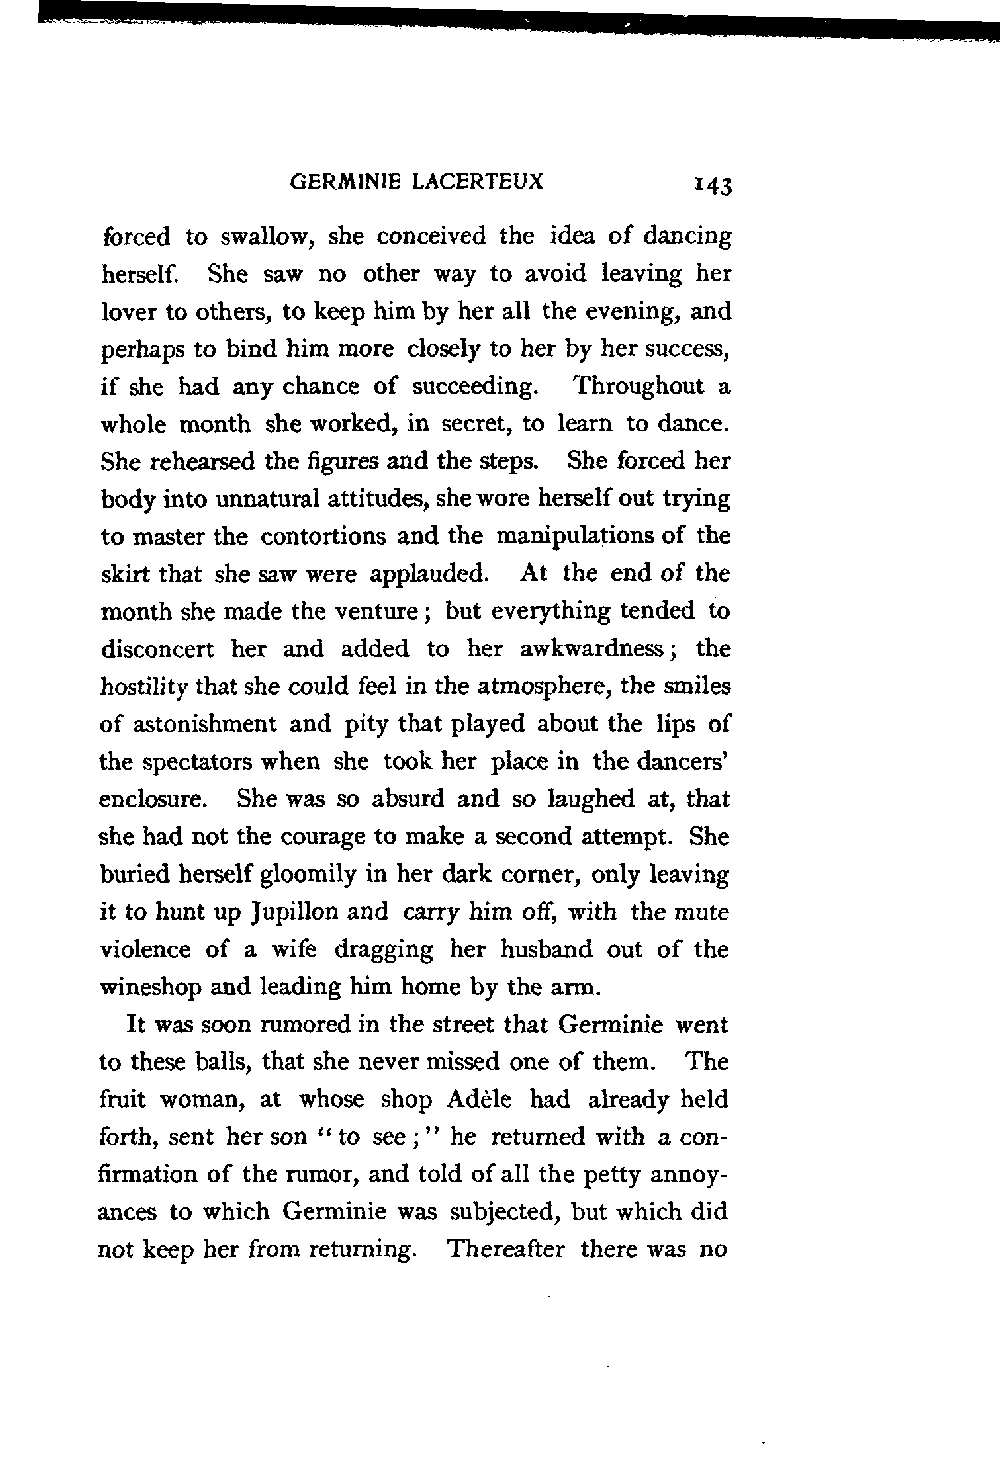 GERMINIE LACERTEUX 143
forced to swallow, she conceived the idea of dancing
herself. She saw no other way to avoid leaving her
lover to others, to keep him by her all the evening, and
perhaps to bind him more closely to her by her success,
if she had any chance of succeeding. Throughout a
whole month she worked, in secret, to learn to dance.
She rehearsed the figures and the steps. She forced her
body into unnatural attitudes, she wore herself out trying
to master the contortions and the manipulations of the
skirt that she saw were applauded. At the end of the
month she made the venture; but everything tended to
disconcert her and added to her awkwardness; the
hostility that she could feel in the atmosphere, the smiles
of astonishment and pity that played about the lips of
the spectators when she took her place in the dancers'
enclosure. She was so absurd and so laughed at, that
she had not the courage to make a second attempt. She
buried herself gloomily in her dark corner, only leaving
it to hunt up Jupillon and carry him off, with the mute
violence of a wife dragging her husband out of the
wineshop and leading him home by the arm.
It was soon rumored in the street that Germinie went
to these balls, that she never missed one of them. The
fruit woman, at whose shop Adèle had already held
forth, sent her son "to see;" he returned with a con-
firmation of the rumor, and told of all the petty annoy-
ances to which Germinie was subjected, but which did
not keep her from returning. Thereafter there was no